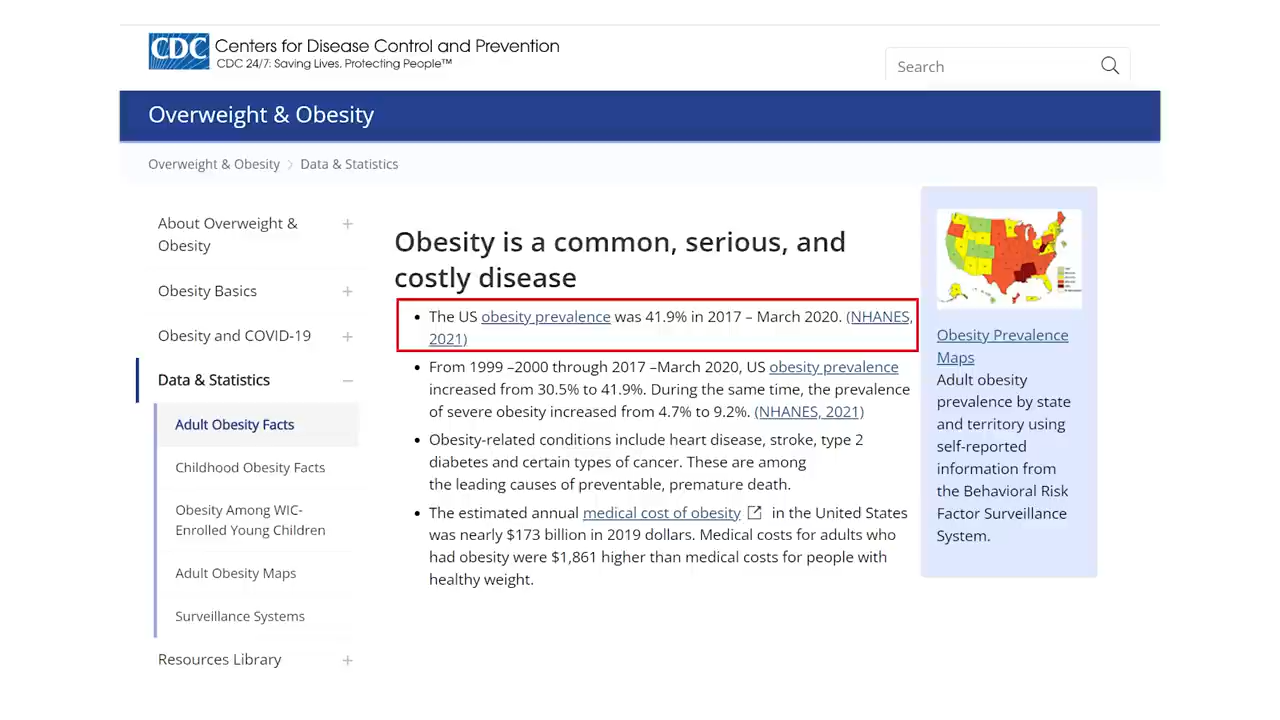 CDC Centers for Disease Control and Prevention
CDC 24/7: Saving Lives, Protecting People™
Search
Overweight & Obesity
Overweight & Obesity
Data & Statistics
About Overweight &
Obesity
Obesity Basics
Obesity and COVID-19
Data & Statistics
Adult Obesity Facts
Childhood Obesity Facts
Obesity Among WIC-
Enrolled Young Children
Adult Obesity Maps
Surveillance Systems
Resources Library
Obesity is a common, serious, and
costly disease
• The US obesity prevalence was 41.9% in 2017 – March 2020. (NHANES,
2021)
• From 1999 –2000 through 2017 –March 2020, US obesity prevalence
increased from 30.5% to 41.9%. During the same time, the prevalence
of severe obesity increased from 4.7% to 9.2%. (NHANES, 2021)
• Obesity-related conditions include heart disease, stroke, type 2
diabetes and certain types of cancer. These are among
the leading causes of preventable, premature death.
• The estimated annual medical cost of obesity in the United States
was nearly $173 billion in 2019 dollars. Medical costs for adults who
had obesity were $1,861 higher than medical costs for people with
healthy weight.
Obesity Prevalence
Maps
Adult obesity
prevalence by state
and territory using
self-reported
information from
the Behavioral Risk
Factor Surveillance
System.